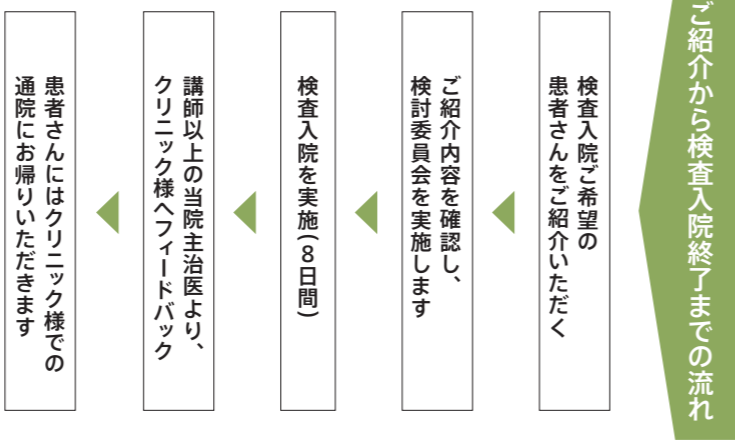 ご紹介から検査入院終了までの流れ
検査入院ご希望の
患者さんをご紹介いただく
ご紹介内容を確認し、
検討委員会を実施します
検査入院を実施(8日間)
講師以上の当院主治医より、
クリニック様へフィードバック
患者さんにはクリニック様での
通院にお帰りいただきます